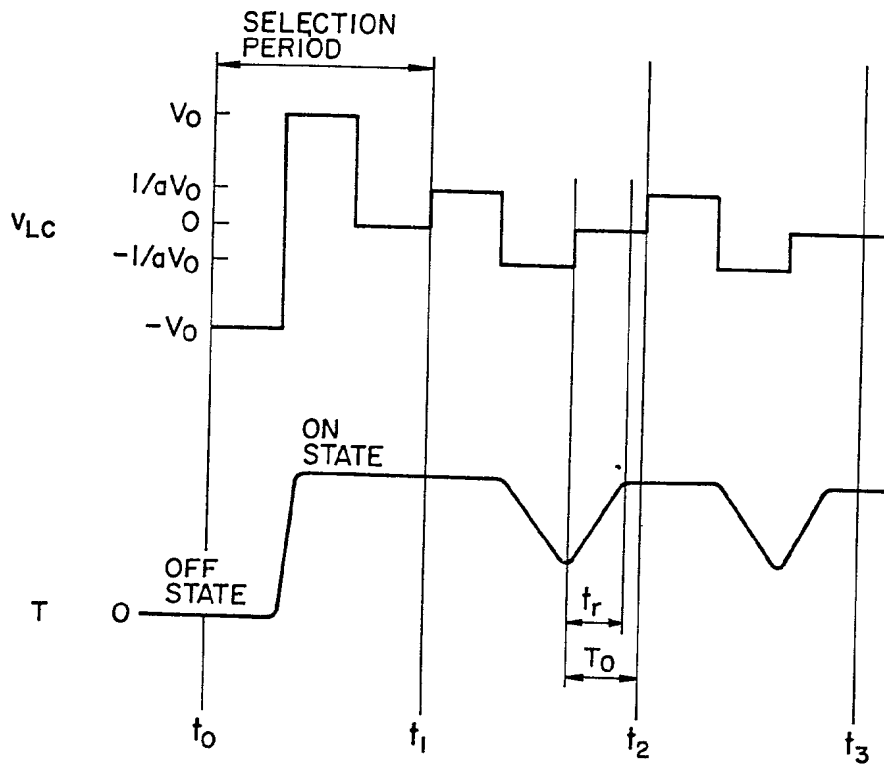 SELECTION
PERIOD
V0
1/aV0
0
-1/aV0
-V0
VLC
ON
STATE
OFF
STATE
T
0
tr
T0
t0
t1
t2
t3